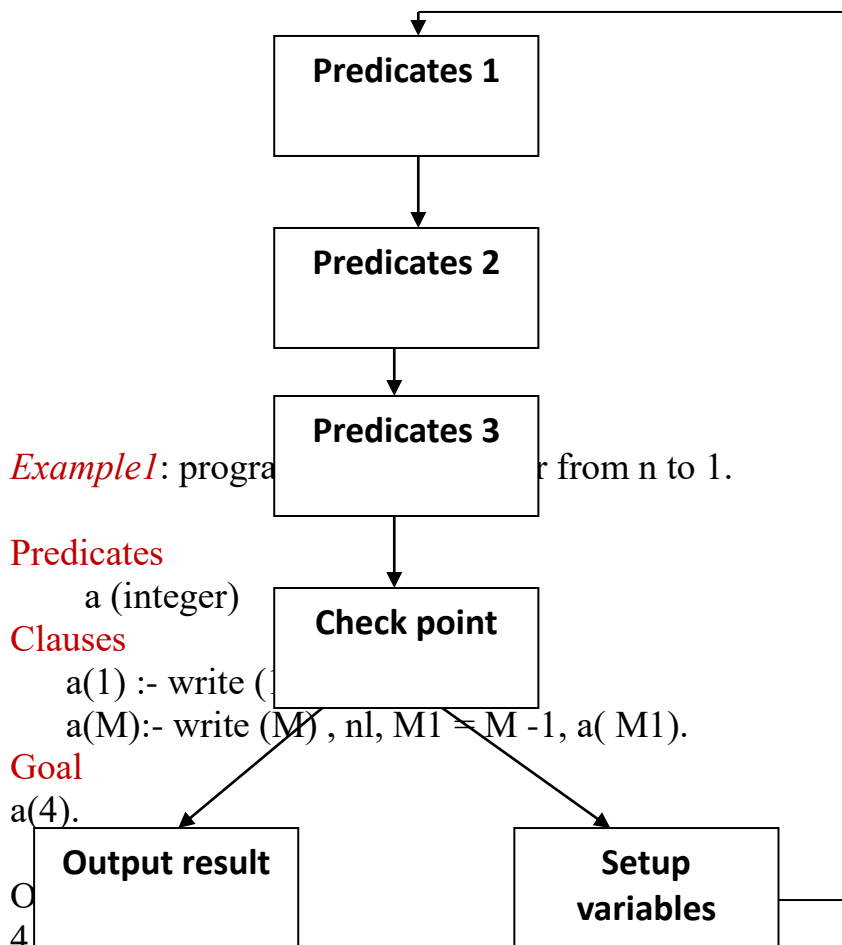 Predicates 1
Predicates 2
Predicates 3
Example1: progra r from n to 1.
Predicates
a (integer)
Check point
Clauses
a(1) :- write (
a(M):- write (M) , nl, M1 = M -1, a( M1).
Goal
a(4).
Output result
Setup
variables
O
4